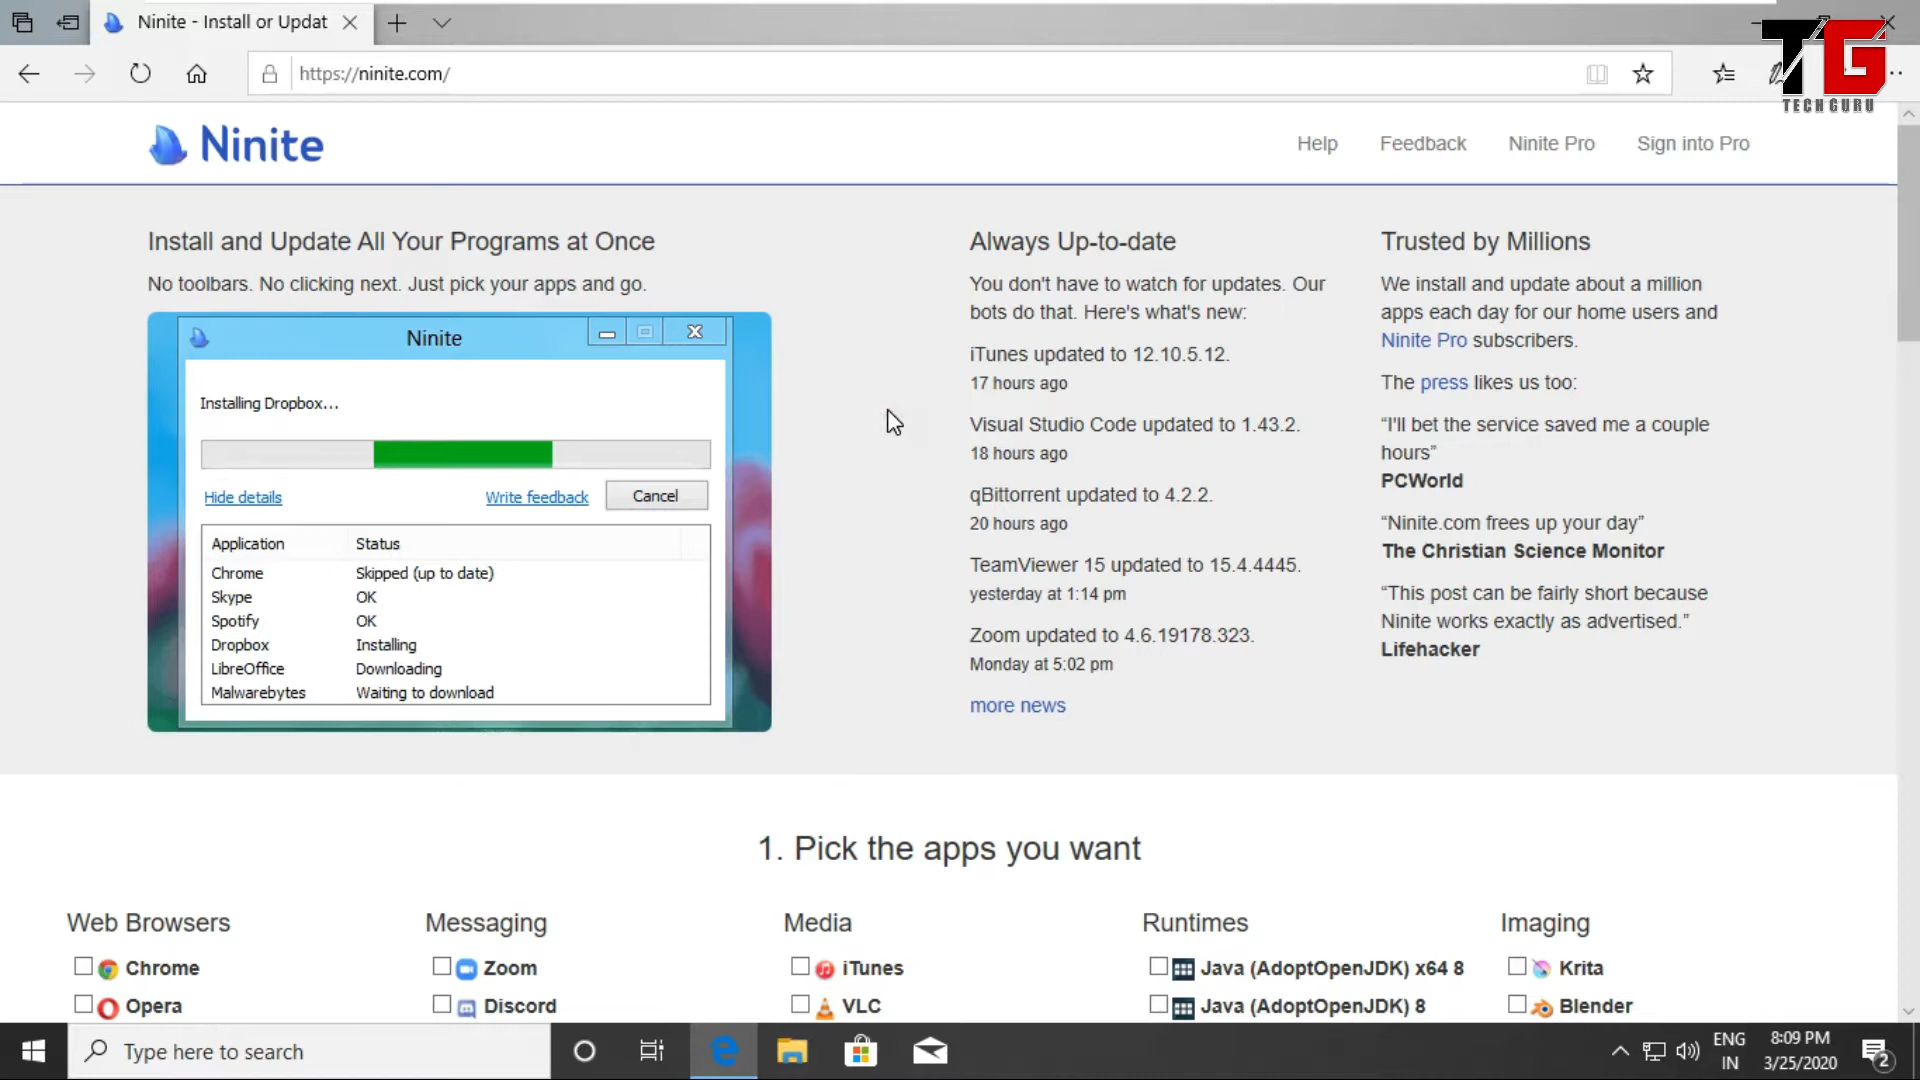 Ninite - Install or Updat
https://ninite.com/
TG
TECH GURU
Ninite
Help
Feedback
Ninite Pro
Sign into Pro
Install and Update All Your Programs at Once
No toolbars. No clicking next. Just pick your apps and go.
Ninite
Installing Dropbox...
Hide details
Write feedback
Cancel
Application Status
Chrome Skipped (up to date)
Skype OK
Spotify OK
Dropbox Installing
LibreOffice Downloading
Malwarebytes Waiting to download
Always Up-to-date
You don't have to watch for updates. Our
bots do that. Here's what's new:
iTunes updated to 12.10.5.12.
17 hours ago
Visual Studio Code updated to 1.43.2.
18 hours ago
qBittorrent updated to 4.2.2.
20 hours ago
TeamViewer 15 updated to 15.4.4445.
yesterday at 1:14 pm
Zoom updated to 4.6.19178.323.
Monday at 5:02 pm
more news
Trusted by Millions
We install and update about a million
apps each day for our home users and
Ninite Pro subscribers.
The press likes us too:
“I'll bet the service saved me a couple
hours”
PCWorld
“Ninite.com frees up your day”
The Christian Science Monitor
“This post can be fairly short because
Ninite works exactly as advertised.”
Lifehacker
1. Pick the apps you want
Web Browsers
Chrome
Opera
Messaging
Zoom
Discord
Media
iTunes
VLC
Runtimes
Java (AdoptOpenJDK) x64 8
Java (AdoptOpenJDK) 8
Imaging
Krita
Blender
Type here to search
ENG
IN
8:09 PM
3/25/2020
2